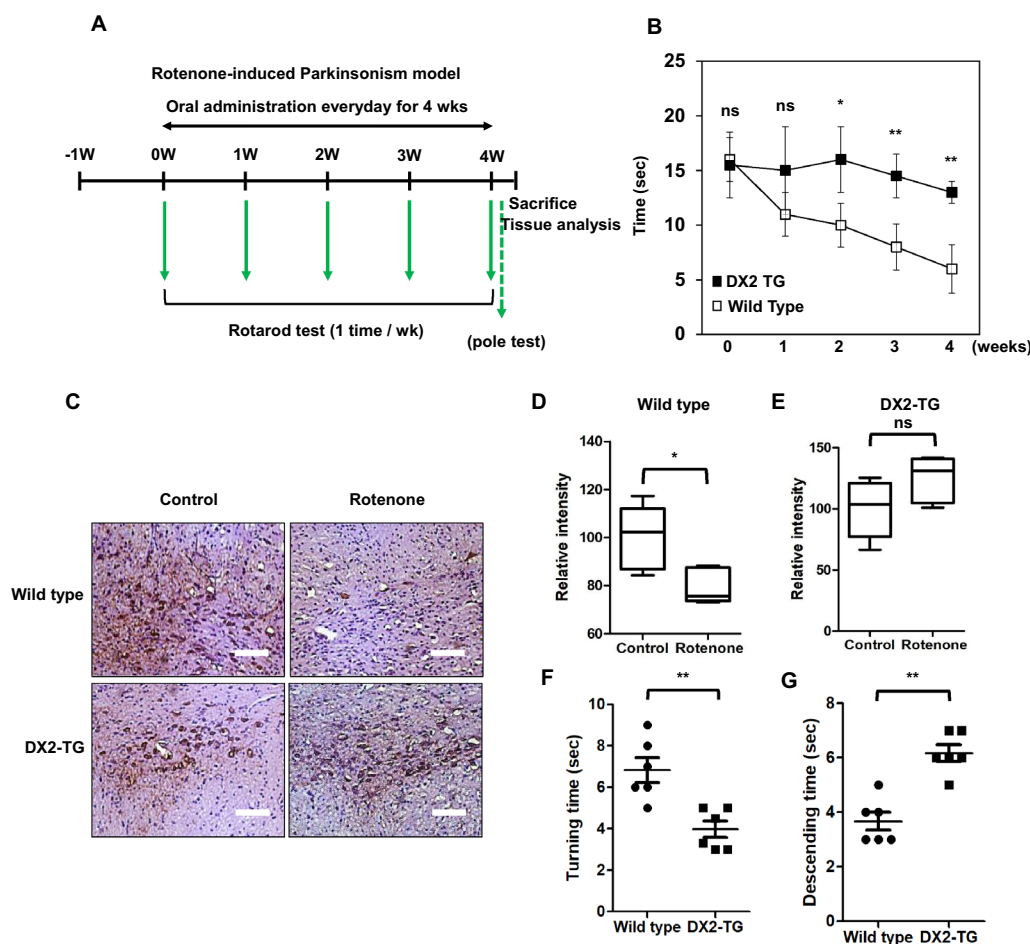 A
Rotenone-induced Parkinsonism model
Oral administration everyday for 4 wks
-1W 0W 1W 2W 3W 4W
Sacrifice
Tissue analysis
Rotarod test (1 time / wk)
(pole test)
B
25
20
15
10
5
0
Time (sec)
ns ns * ** **
DX2 TG
Wild Type
0 1 2 3 4 (weeks)
C
Control Rotenone
Wild type
DX2-TG
D
Wild type
140
120
100
80
60
Relative intensity
*
Control Rotenone
E
DX2-TG
ns
150
100
50
0
Relative intensity
Control Rotenone
F
**
10
8
6
4
2
0
Turning time (sec)
Wild type DX2-TG
G
**
8
6
4
2
0
Descending time (sec)
Wild type DX2-TG